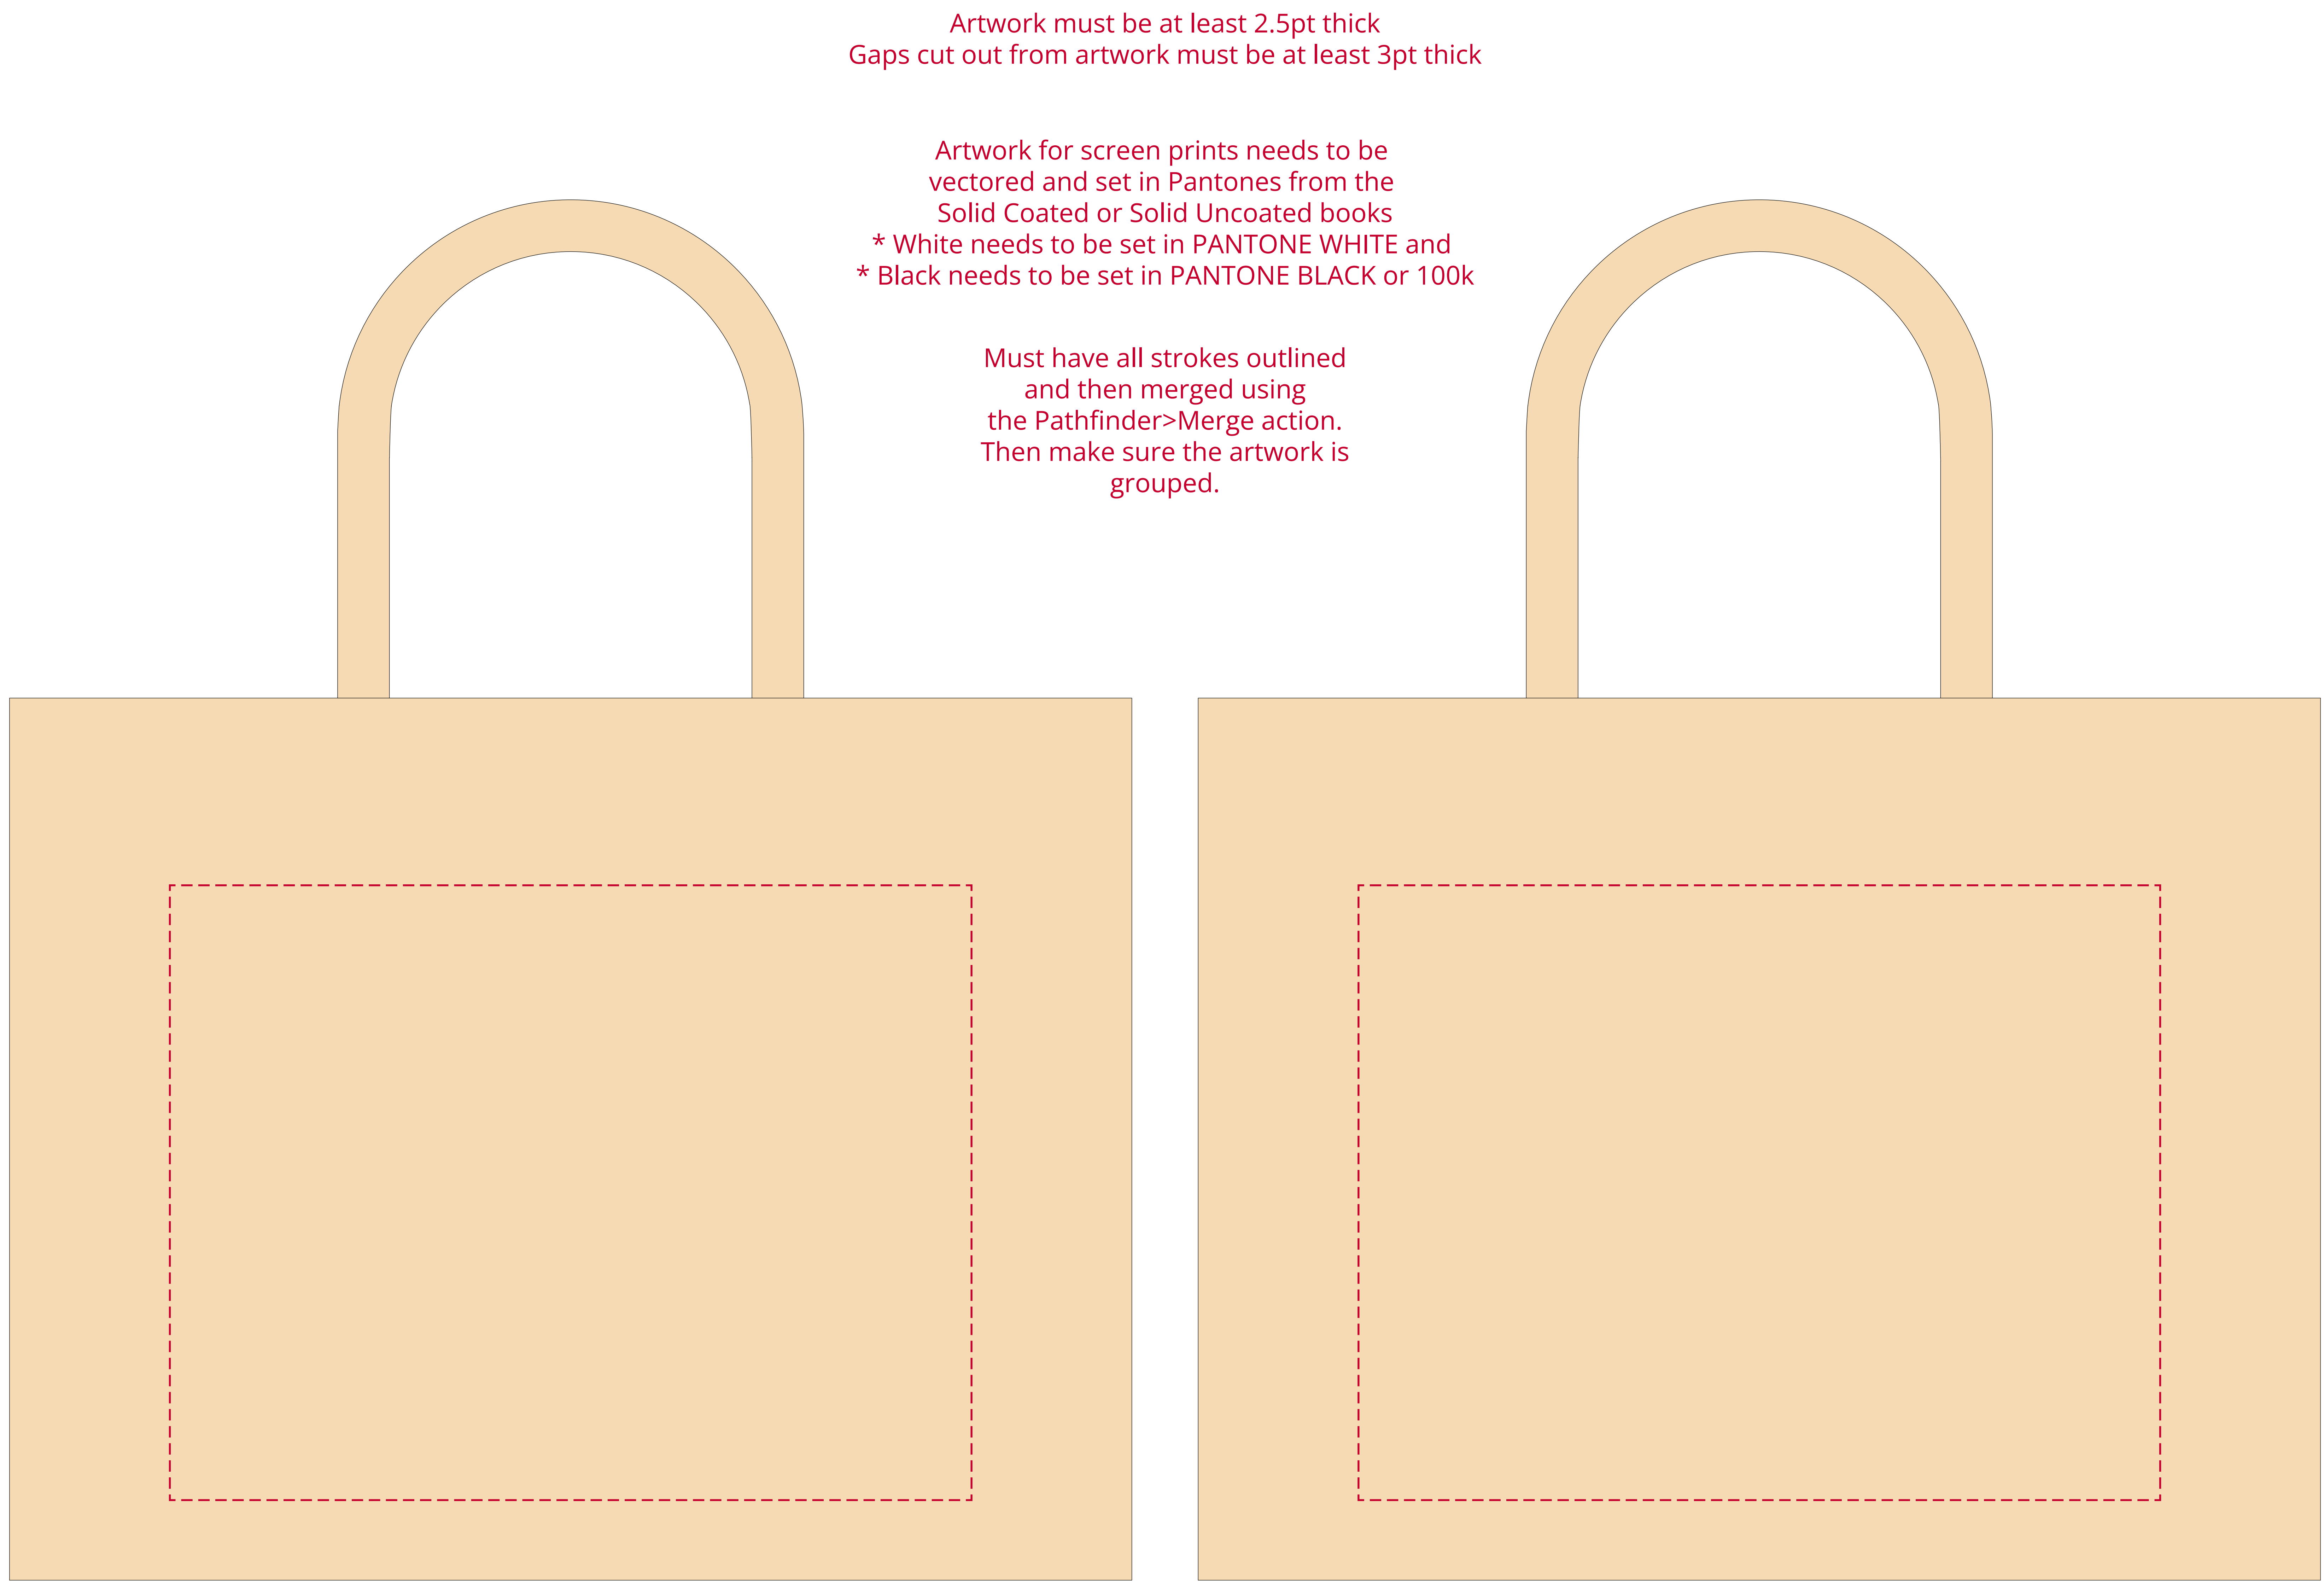 Artwork must be at least 2.5pt thick
Gaps cut out from artwork must be at least 3pt thick
Artwork for screen prints needs to be
vectored and set in Pantones from the
Solid Coated or Solid Uncoated books
* White needs to be set in PANTONE WHITE and
* Black needs to be set in PANTONE BLACK or 100k
Must have all strokes outlined
and then merged using
the Pathfinder>Merge action.
Then make sure the artwork is
grouped.